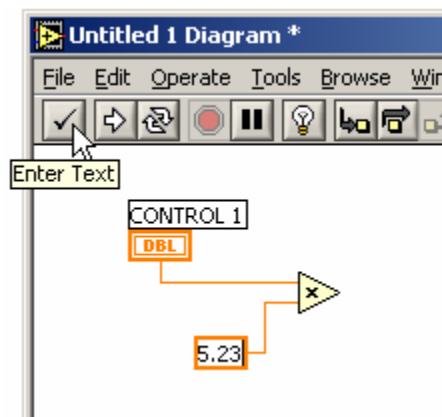 Untitled 1 Diagram *
File Edit Operate Tools Browse
Enter Text
CONTROL 1
DBL
x
5.23